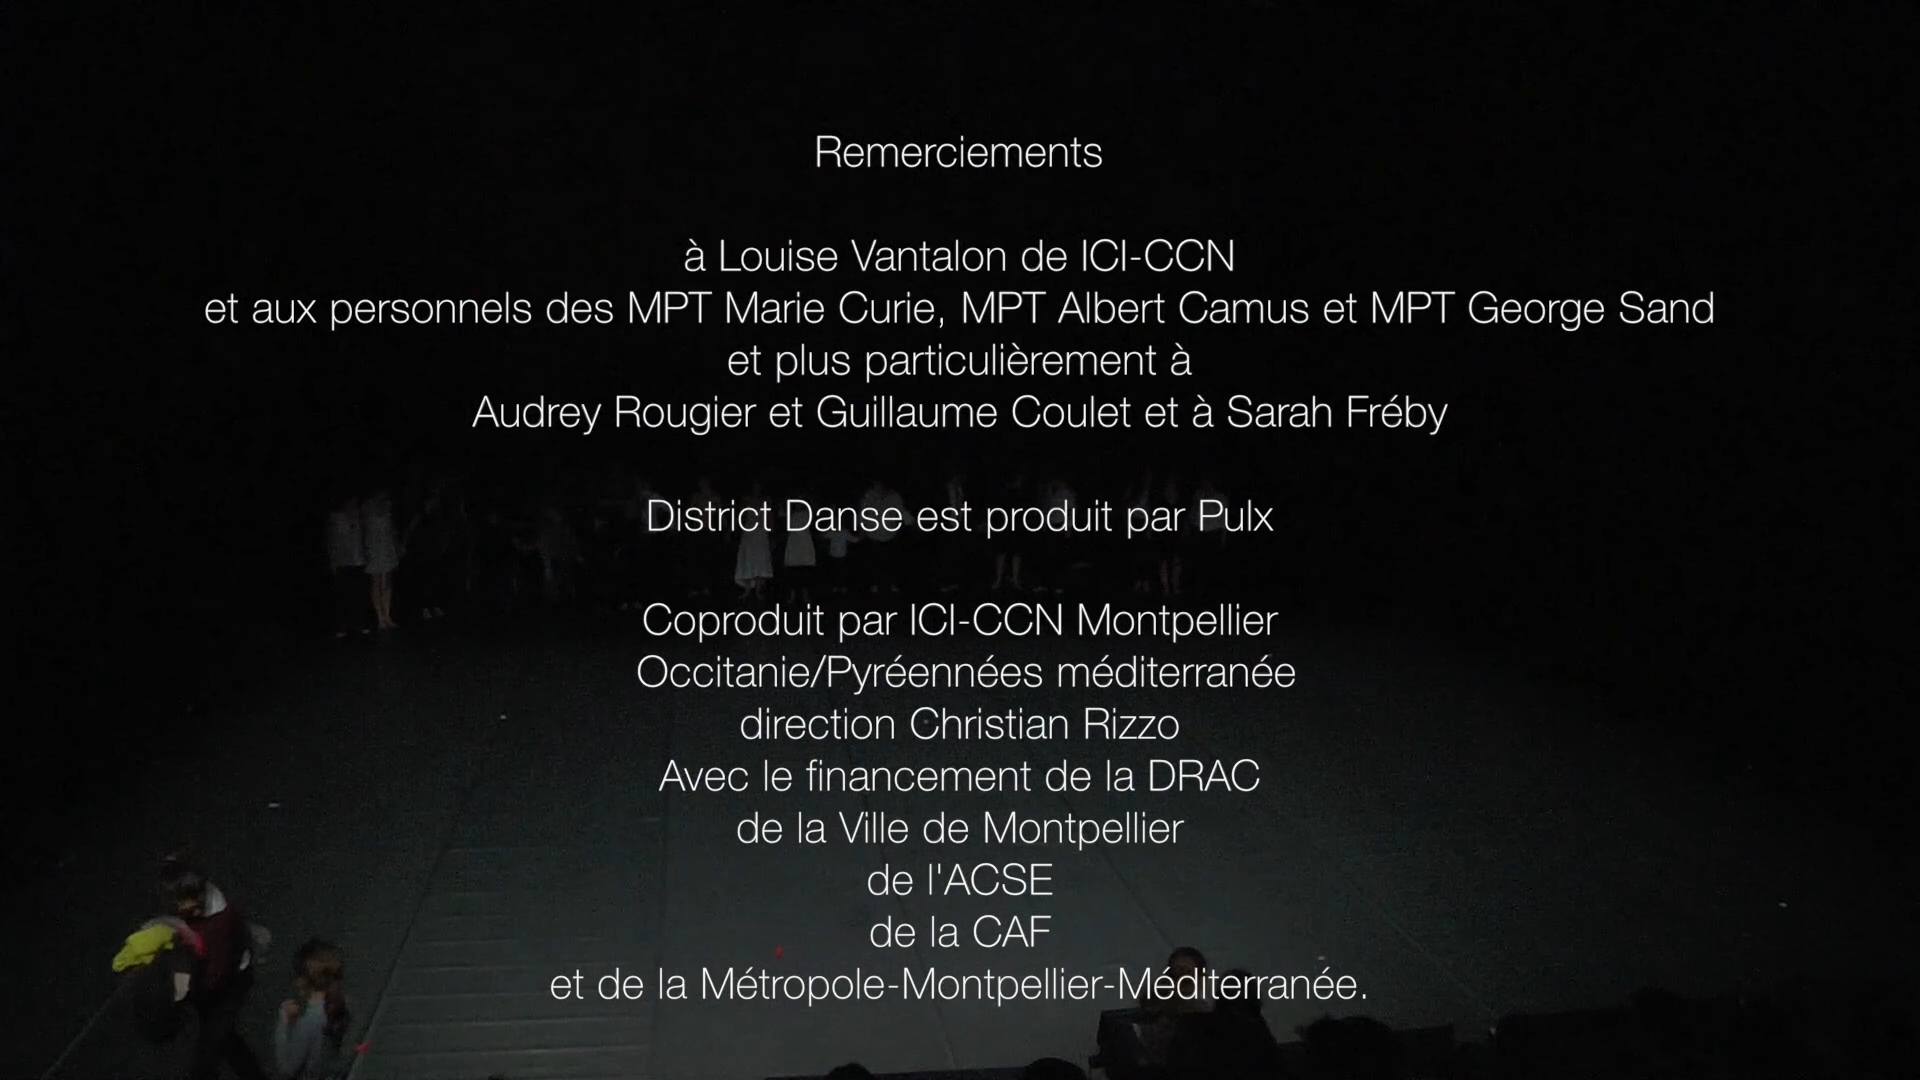 Remerciements
à Louise Vantalon de ICI-CCN
et aux personnels des MPT Marie Curie, MPT Albert Camus et MPT George Sand
et plus particulièrement à
Audrey Rougier et Guillaume Coulet et à Sarah Fréby
District Danse est produit par Pulx
Coproduit par ICI-CCN Montpellier
Occitanie/Pyréennées méditerranée
direction Christian Rizzo
Avec le financement de la DRAC
de la Ville de Montpellier
de l'ACSE
de la CAF
et de la Métropole-Montpellier-Méditerranée.